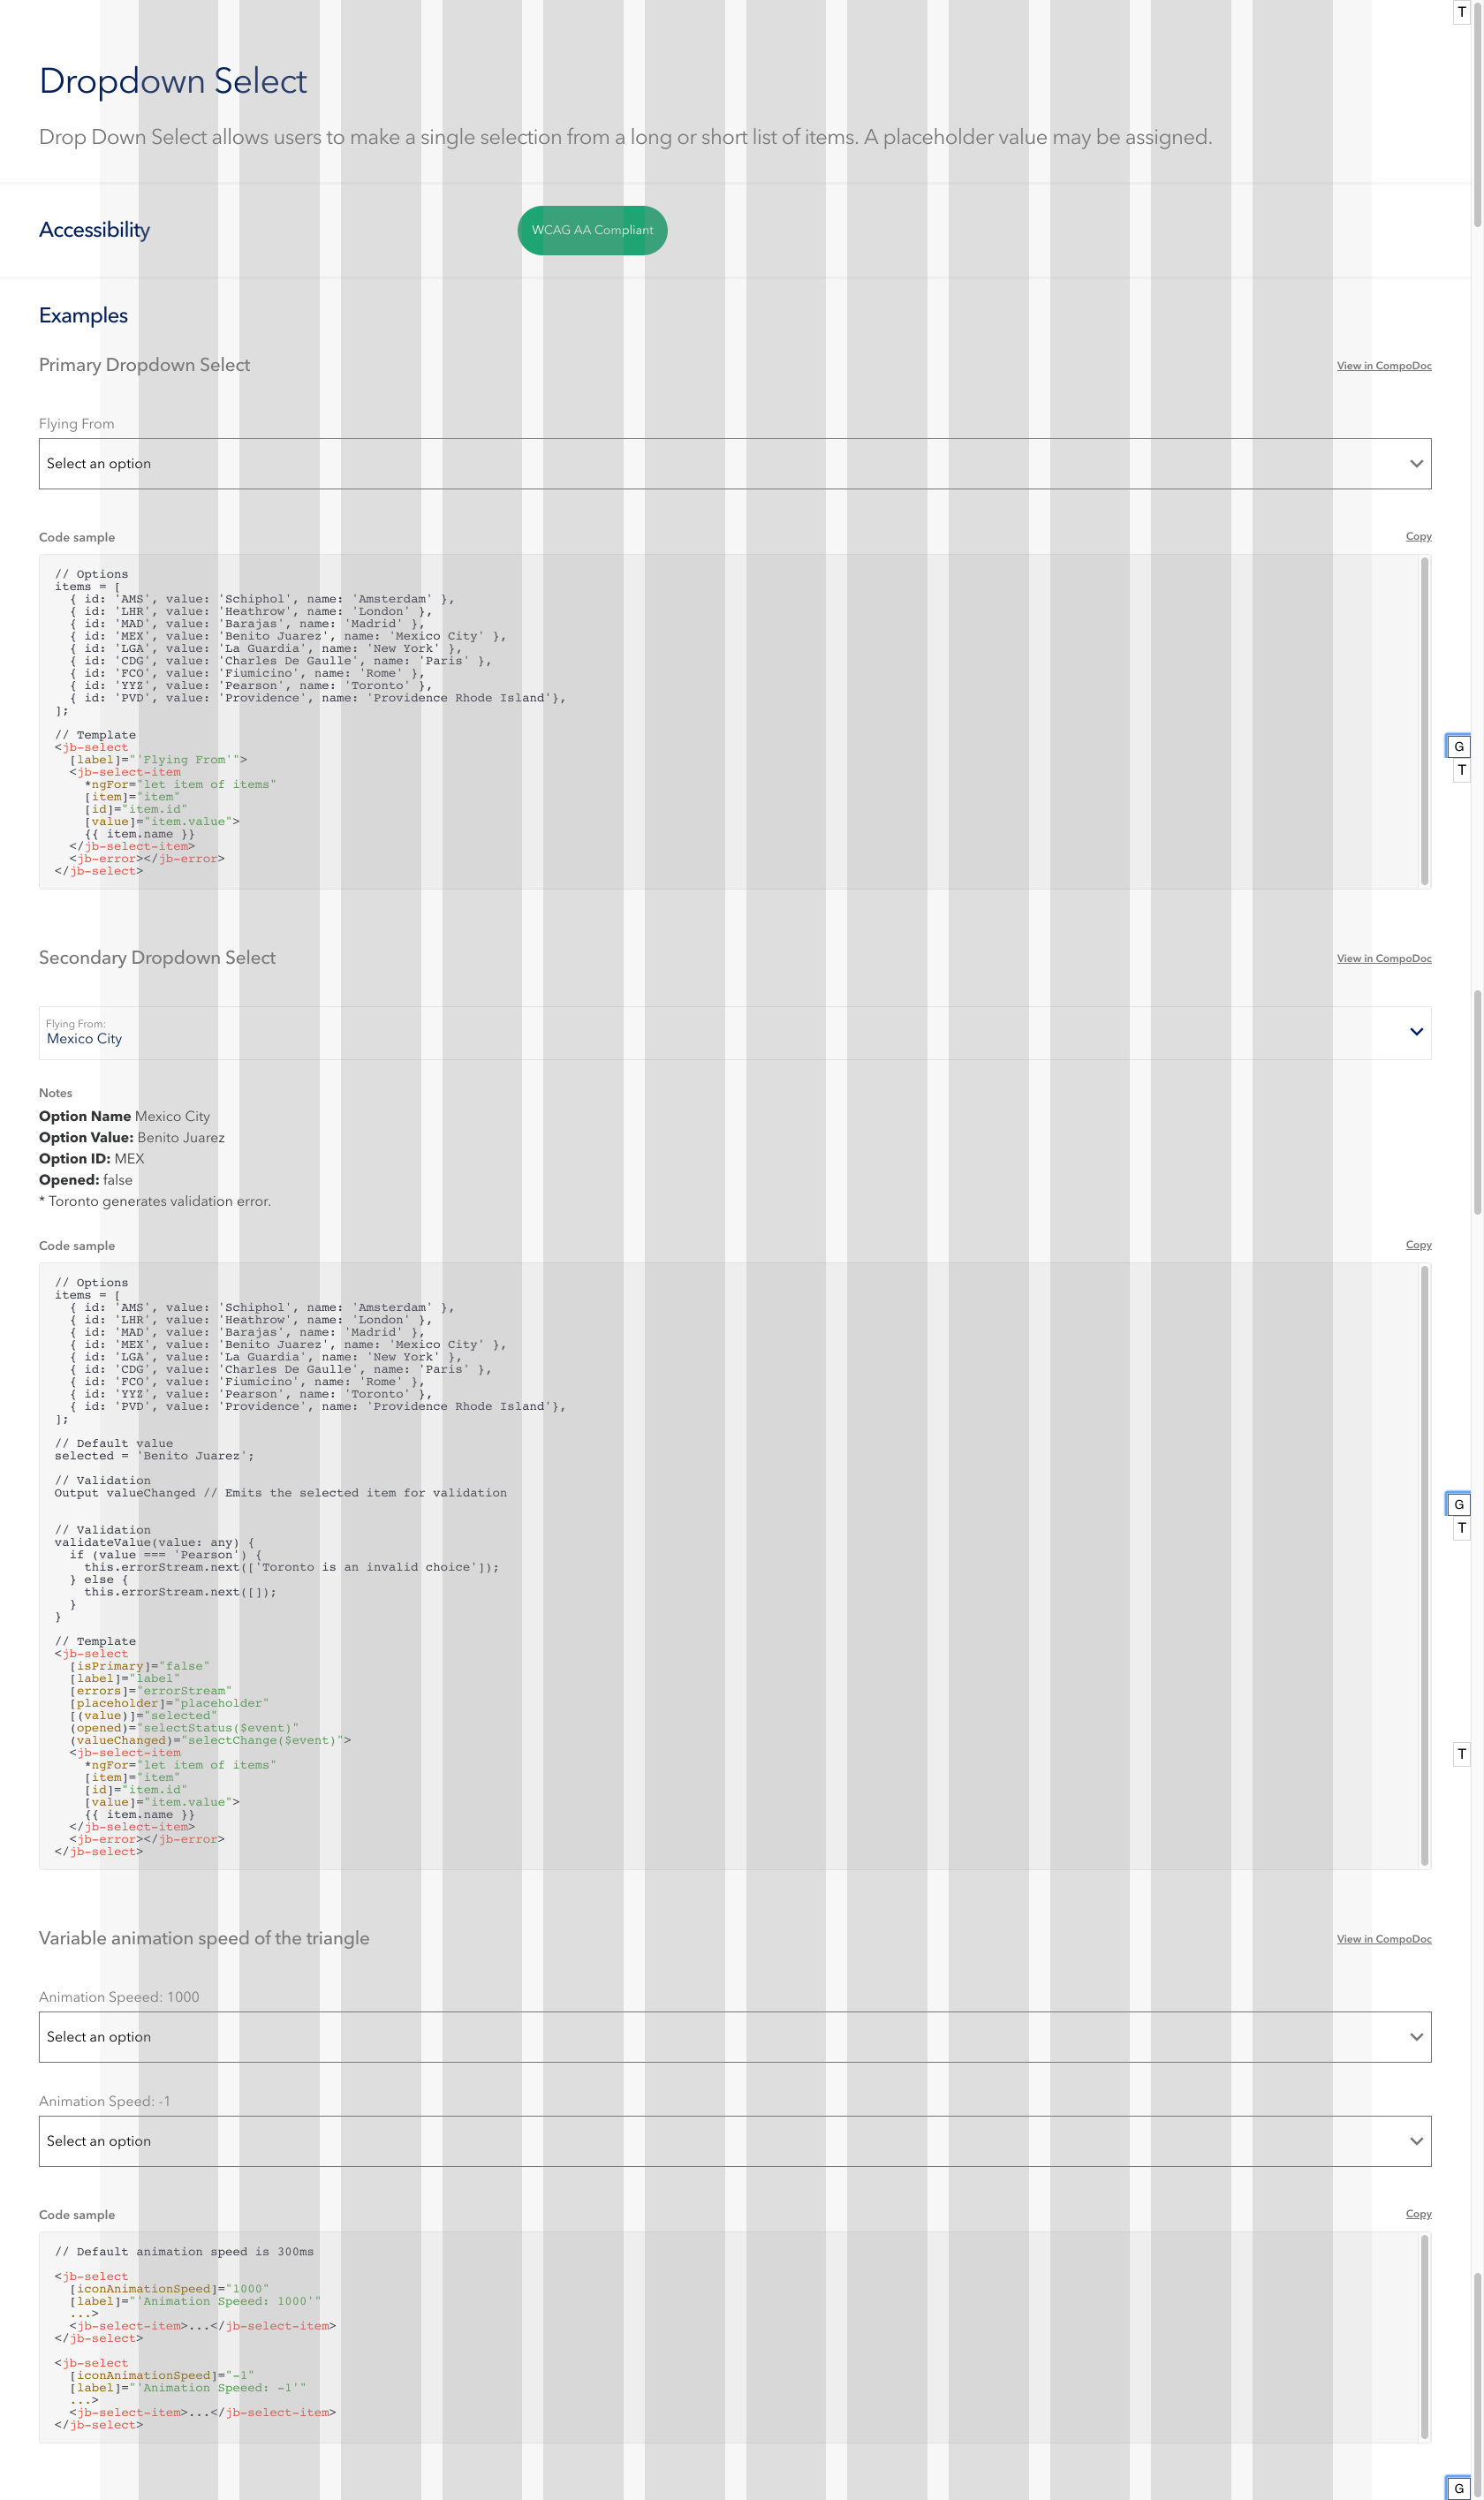 T
Dropdown Select
Drop Down Select allows users to make a single selection from a long or short list of items. A placeholder value may be assigned.
Accessibility
WCAG AA Compliant
Examples
Primary Dropdown Select
View in CompoDoc
Flying From
Select an option
Code sample
Copy
// Options
items = [
  { id: 'AMS', value: 'Schiphol', name: 'Amsterdam' },
  { id: 'LHR', value: 'Heathrow', name: 'London' },
  { id: 'MAD', value: 'Barajas', name: 'Madrid' },
  { id: 'MEX', value: 'Benito Juarez', name: 'Mexico City' },
  { id: 'LGA', value: 'La Guardia', name: 'New York' },
  { id: 'CDG', value: 'Charles De Gaulle', name: 'Paris' },
  { id: 'FCO', value: 'Fiumicino', name: 'Rome' },
  { id: 'YYZ', value: 'Pearson', name: 'Toronto' },
  { id: 'PVD', value: 'Providence', name: 'Providence Rhode Island'},
];
// Template
<jb-select
  [label]="'Flying From'">
  <jb-select-item
    *ngFor="let item of items"
    [item]="item"
    [id]="item.id"
    [value]="item.value">
    {{ item.name }}
  </jb-select-item>
  <jb-error></jb-error>
</jb-select>
G
T
Secondary Dropdown Select
View in CompoDoc
Flying From:
Mexico City
Notes
Option Name Mexico City
Option Value: Benito Juarez
Option ID: MEX
Opened: false
* Toronto generates validation error.
Code sample
Copy
// Options
items = [
  { id: 'AMS', value: 'Schiphol', name: 'Amsterdam' },
  { id: 'LHR', value: 'Heathrow', name: 'London' },
  { id: 'MAD', value: 'Barajas', name: 'Madrid' },
  { id: 'MEX', value: 'Benito Juarez', name: 'Mexico City' },
  { id: 'LGA', value: 'La Guardia', name: 'New York' },
  { id: 'CDG', value: 'Charles De Gaulle', name: 'Paris' },
  { id: 'FCO', value: 'Fiumicino', name: 'Rome' },
  { id: 'YYZ', value: 'Pearson', name: 'Toronto' },
  { id: 'PVD', value: 'Providence', name: 'Providence Rhode Island'},
];
// Default value
selected = 'Benito Juarez';
// Validation
Output valueChanged // Emits the selected item for validation
// Validation
validateValue(value: any) {
  if (value === 'Pearson') {
    this.errorStream.next(['Toronto is an invalid choice']);
  } else {
    this.errorStream.next([]);
  }
}
// Template
<jb-select
  [isPrimary]="false"
  [label]="label"
  [errors]="errorStream"
  [placeholder]="placeholder"
  [(value)]="selected"
  (opened)="selectStatus($event)"
  (valueChanged)="selectChange($event)">
  <jb-select-item
    *ngFor="let item of items"
    [item]="item"
    [id]="item.id"
    [value]="item.value">
    {{ item.name }}
  </jb-select-item>
  <jb-error></jb-error>
</jb-select>
G
T
T
Variable animation speed of the triangle
View in CompoDoc
Animation Speeed: 1000
Select an option
Animation Speed: -1
Select an option
Code sample
Copy
// Default animation speed is 300ms
<jb-select
  [iconAnimationSpeed]="1000"
  [label]="'Animation Speeed: 1000'"
  ...>
  <jb-select-item>...</jb-select-item>
</jb-select>
<jb-select
  [iconAnimationSpeed]="-1"
  [label]="'Animation Speeed: -1'"
  ...>
  <jb-select-item>...</jb-select-item>
</jb-select>
G